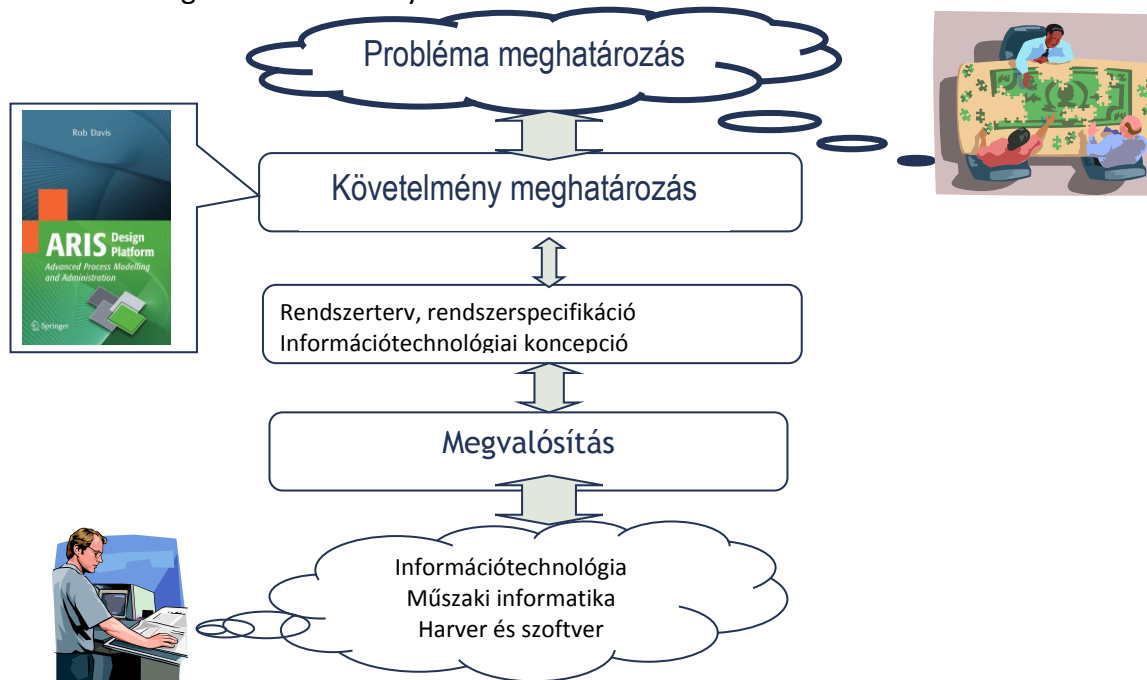 Probléma meghatározás
Rob Davis
Követelmény meghatározás
ARIS Design
Platform
Advanced Process Modelling
and Administration
Springer
Rendszerterv, rendszerspecifikáció
Információtechnológiai koncepció
Megvalósítás
Információtechnológia
Műszaki informatika
Harver és szoftver